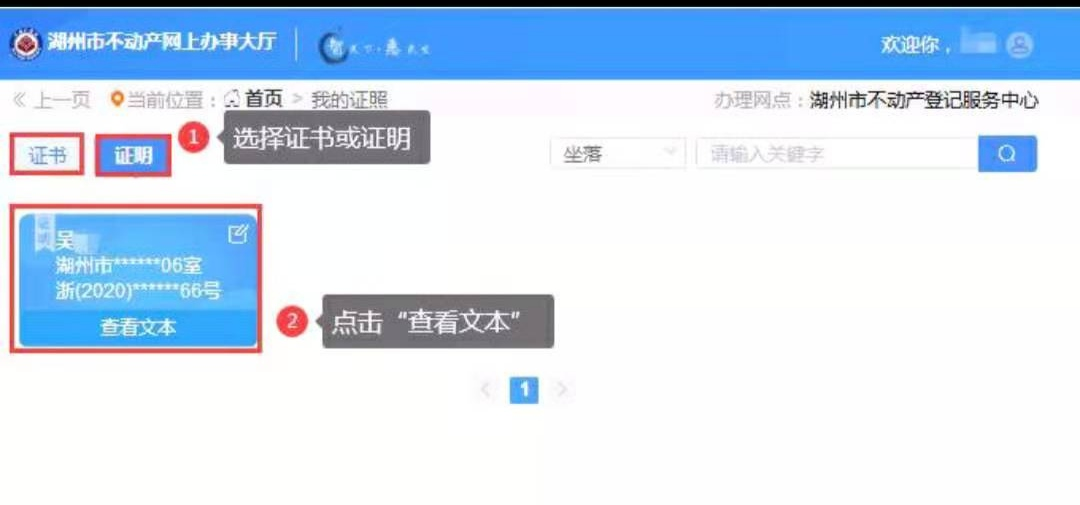 湖州市不动产网上办事大厅
欢迎你，
上一页 当前位置：首页 > 我的证照
办理网点：湖州市不动产登记服务中心
证书 证明
1 选择证书或证明
坐落 请输入关键字
吴
湖州市******06室
浙(2020)******66号
查看文本
2 点击“查看文本”
< 1 >